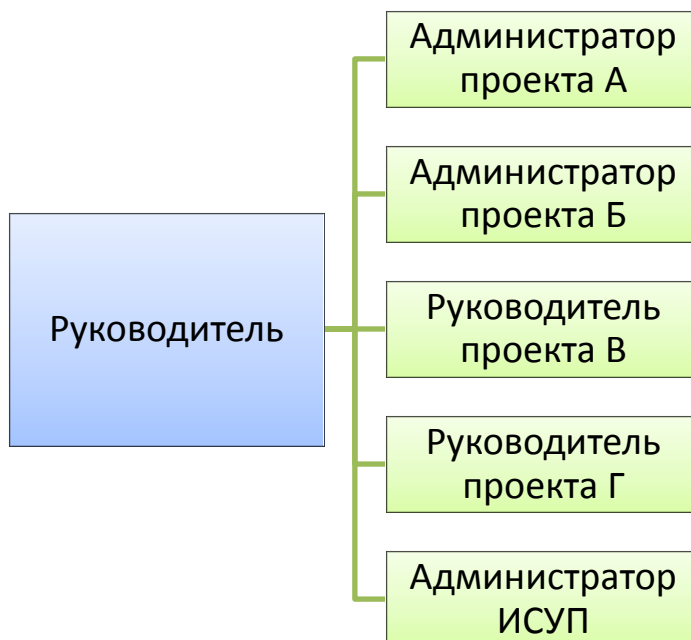 Администратор
проекта А
Администратор
проекта Б
Руководитель
Руководитель
проекта В
Руководитель
проекта Г
Администратор
ИСУП